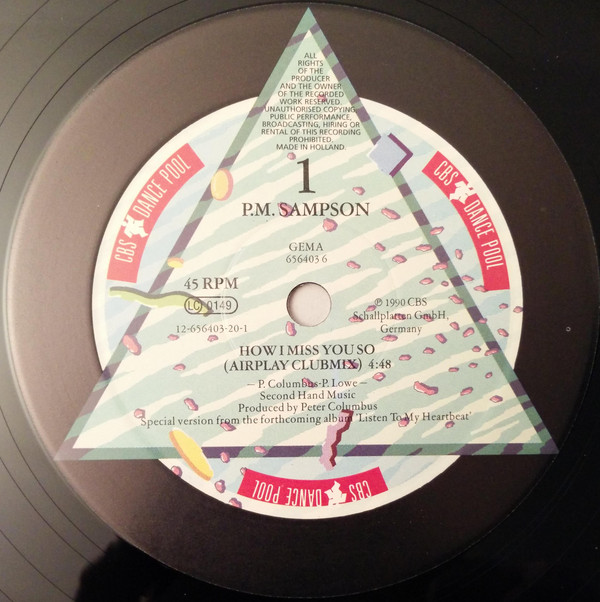 ALL
RIGHTS
OF THE
PRODUCER
AND THE OWNER
OF THE RECORDED
WORK RESERVED.
UNAUTHORISED COPYING,
PUBLIC PERFORMANCE,
BROADCASTING, HIRING OR
RENTAL OF THIS RECORDING
PROHIBITED.
MADE IN HOLLAND
1
P.M. SAMPSON
CBS DANCE POOL
CBS DANCE POOL
GEMA
656403 6
45 RPM
LC 0149
12-656403-20-1
℗ 1990 CBS
Schallplatten GmbH,
Germany
HOW I MISS YOU SO
(AIRPLAY CLUBMIX) 4:48
— P. Columbus-P. Lowe —
Second Hand Music
Produced by Peter Columbus
Special version from the forthcoming album 'Listen To My Heartbeat'
CBS DANCE POOL